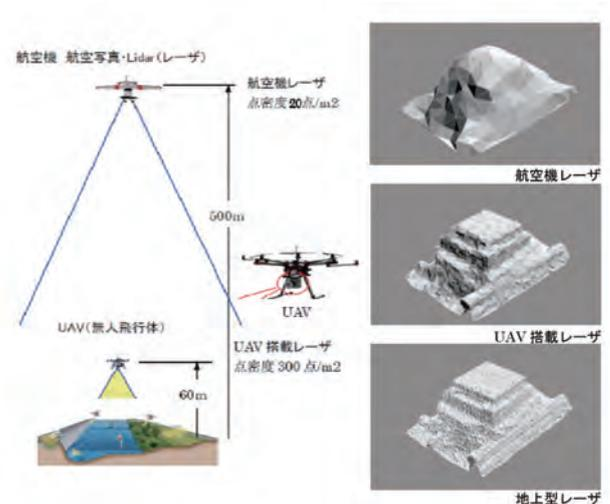 航空機 航空写真・Lidar(レーザ)
航空機レーザ
点密度20点/m2
500m
UAV
UAV(無人飛行体)
UAV 搭載レーザ
点密度 300 点/m2
60m
航空機レーザ
UAV 搭載レーザ
地上型レーザ